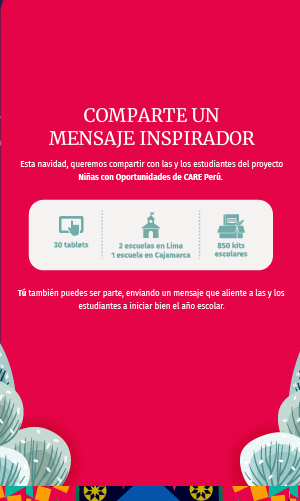 COMPARTE UN
MENSAJE INSPIRADOR
Esta navidad, queremos compartir con las y los estudiantes del proyecto
Niñas con Oportunidades de CARE Perú.
30 tablets
2 escuelas en Lima
1 escuela en Cajamarca
850 kits
escolares
Tú también puedes ser parte, enviando un mensaje que aliente a las y los
estudiantes a iniciar bien el año escolar.